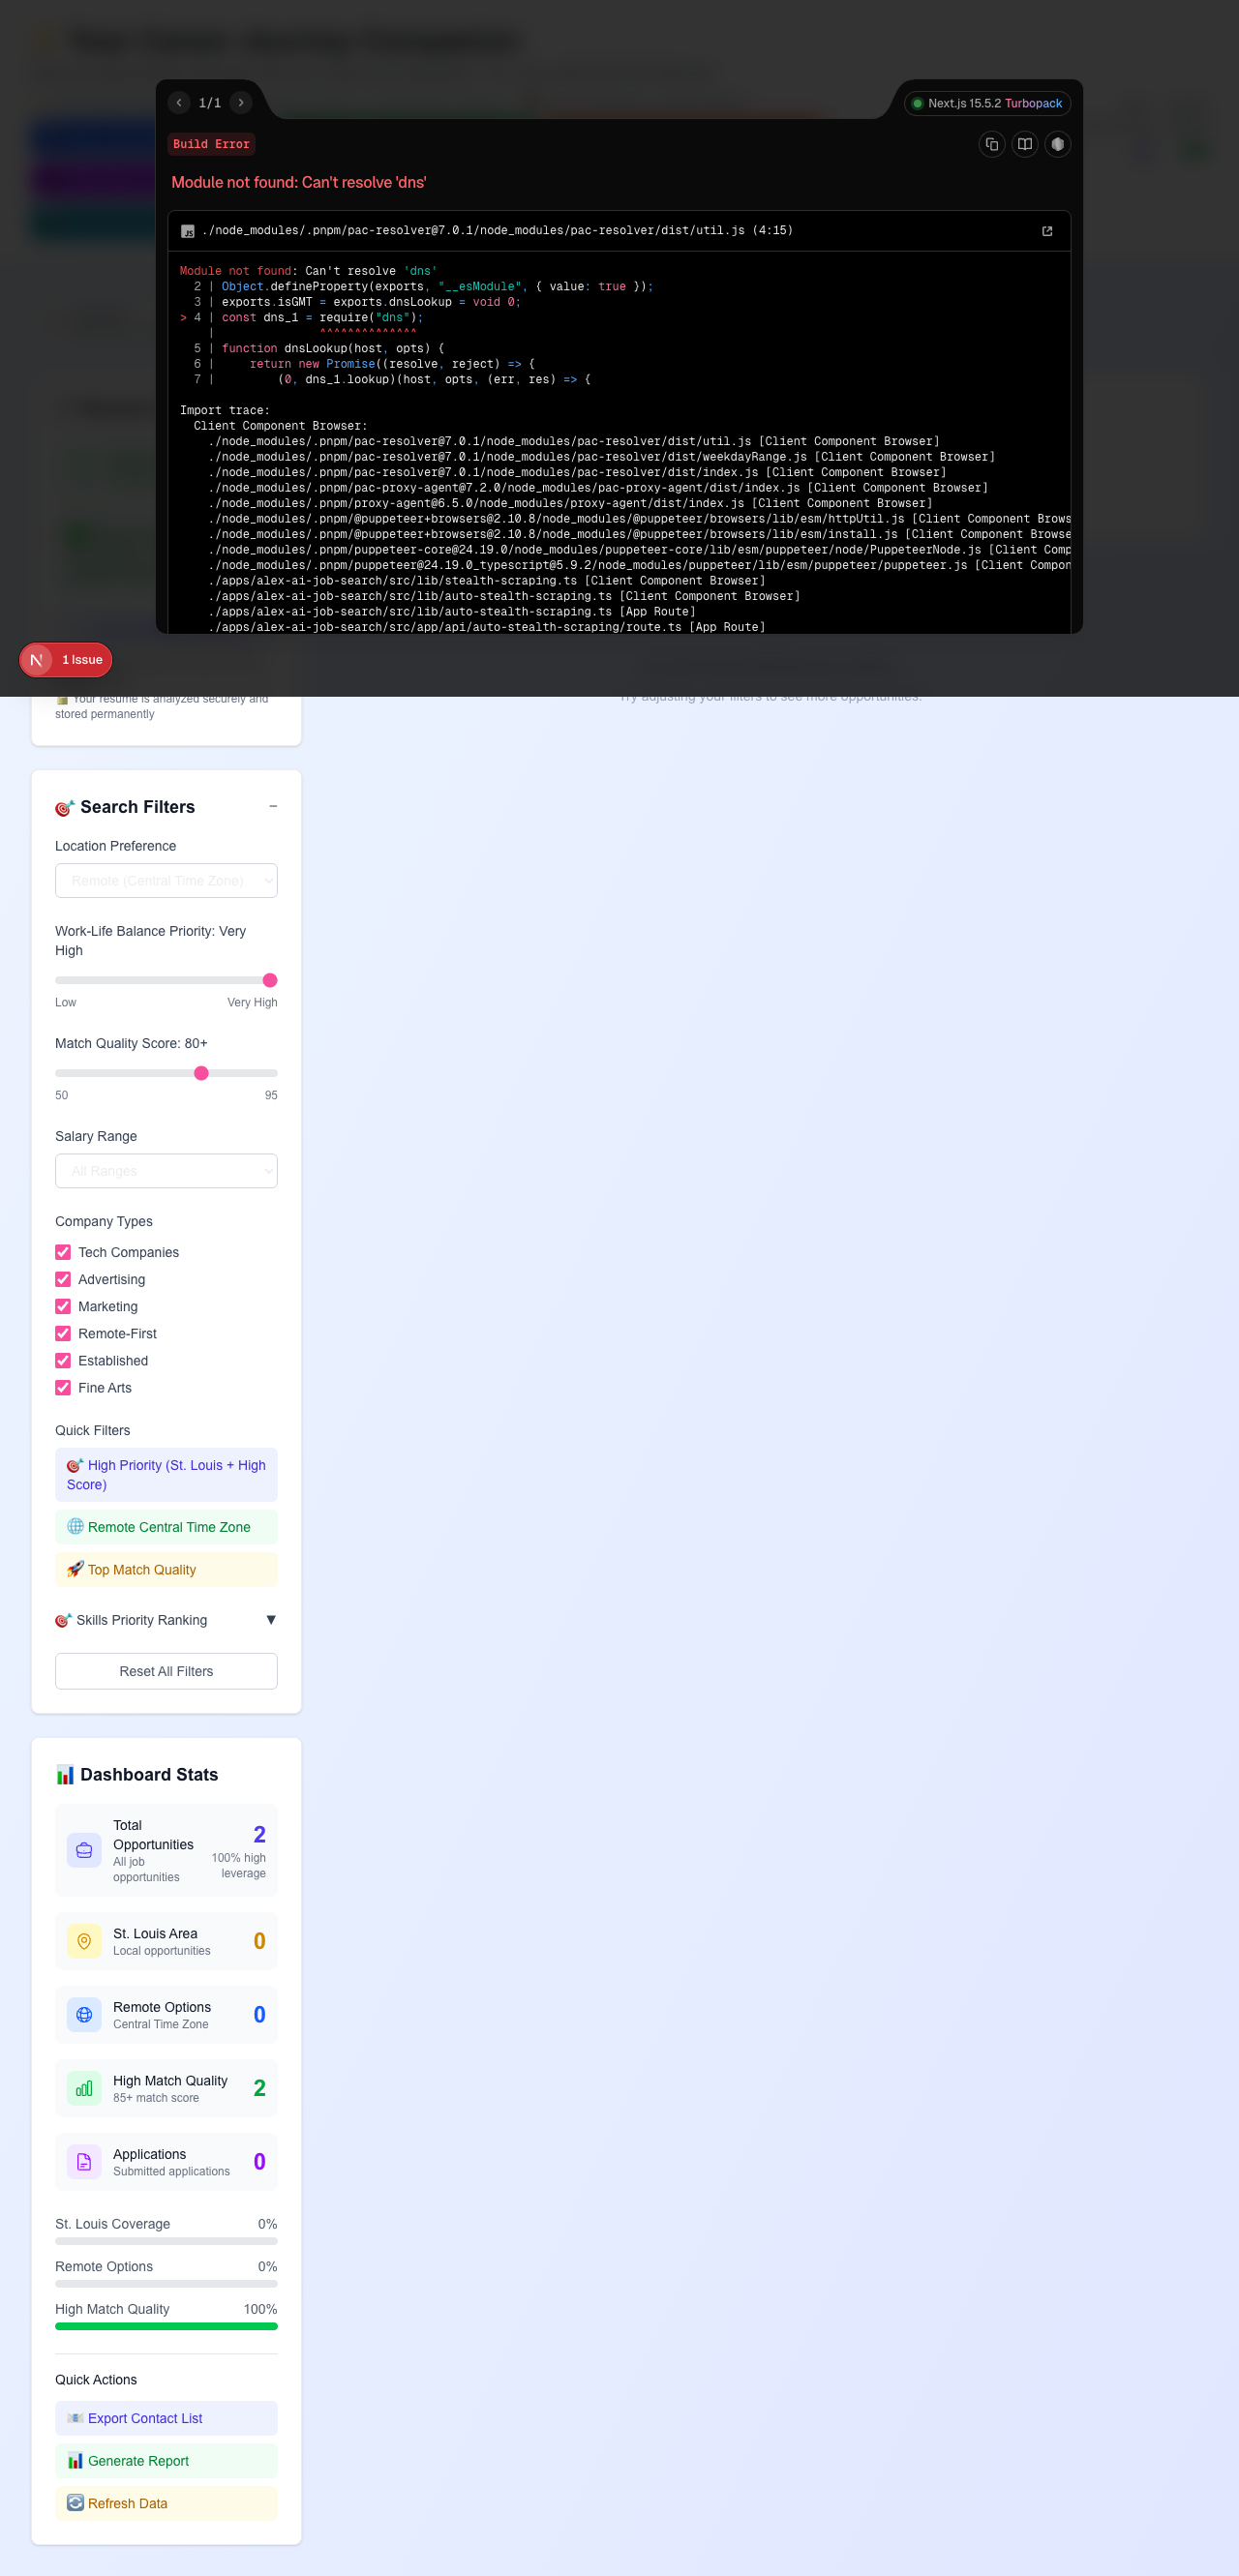 1/1
Next.js 15.5.2 Turbopack
Build Error
Module not found: Can't resolve 'dns'
./node_modules/.pnpm/pac-resolver@7.0.1/node_modules/pac-resolver/dist/util.js (4:15)
Module not found: Can't resolve 'dns'
2 | Object.defineProperty(exports, "__esModule", { value: true });
3 | exports.isGMT = exports.dnsLookup = void 0;
> 4 | const dns_1 = require("dns");
| ^^^^^^^^^^^^^^
5 | function dnsLookup(host, opts) {
6 | return new Promise((resolve, reject) => {
7 | (0, dns_1.lookup)(host, opts, (err, res) => {
Import trace:
Client Component Browser:
./node_modules/.pnpm/pac-resolver@7.0.1/node_modules/pac-resolver/dist/util.js [Client Component Browser]
./node_modules/.pnpm/pac-resolver@7.0.1/node_modules/pac-resolver/dist/weekdayRange.js [Client Component Browser]
./node_modules/.pnpm/pac-resolver@7.0.1/node_modules/pac-resolver/dist/index.js [Client Component Browser]
./node_modules/.pnpm/pac-proxy-agent@7.2.0/node_modules/pac-proxy-agent/dist/index.js [Client Component Browser]
./node_modules/.pnpm/proxy-agent@6.5.0/node_modules/proxy-agent/dist/index.js [Client Component Browser]
./node_modules/.pnpm/@puppeteer+browsers@2.10.8/node_modules/@puppeteer/browsers/lib/esm/httpUtil.js [Client Component Brows
./node_modules/.pnpm/@puppeteer+browsers@2.10.8/node_modules/@puppeteer/browsers/lib/esm/install.js [Client Component Browse
./node_modules/.pnpm/puppeteer-core@24.19.0/node_modules/puppeteer-core/lib/esm/puppeteer/node/PuppeteerNode.js [Client Comp
./node_modules/.pnpm/puppeteer@24.19.0_typescript@5.9.2/node_modules/puppeteer/lib/esm/puppeteer/puppeteer.js [Client Compon
./apps/alex-ai-job-search/src/lib/stealth-scraping.ts [Client Component Browser]
./apps/alex-ai-job-search/src/lib/auto-stealth-scraping.ts [Client Component Browser]
./apps/alex-ai-job-search/src/lib/auto-stealth-scraping.ts [App Route]
./apps/alex-ai-job-search/src/app/api/auto-stealth-scraping/route.ts [App Route]
N 1 Issue
Your resume is analyzed securely and
stored permanently
Try adjusting your filters to see more opportunities.
Search Filters
Location Preference
Remote (Central Time Zone)
Work-Life Balance Priority: Very
High
Low Very High
Match Quality Score: 80+
50 95
Salary Range
All Ranges
Company Types
Tech Companies
Advertising
Marketing
Remote-First
Established
Fine Arts
Quick Filters
High Priority (St. Louis + High
Score)
Remote Central Time Zone
Top Match Quality
Skills Priority Ranking
Reset All Filters
Dashboard Stats
Total
Opportunities
All job
opportunities
2
100% high
leverage
St. Louis Area
Local opportunities
0
Remote Options
Central Time Zone
0
High Match Quality
85+ match score
2
Applications
Submitted applications
0
St. Louis Coverage 0%
Remote Options 0%
High Match Quality 100%
Quick Actions
Export Contact List
Generate Report
Refresh Data